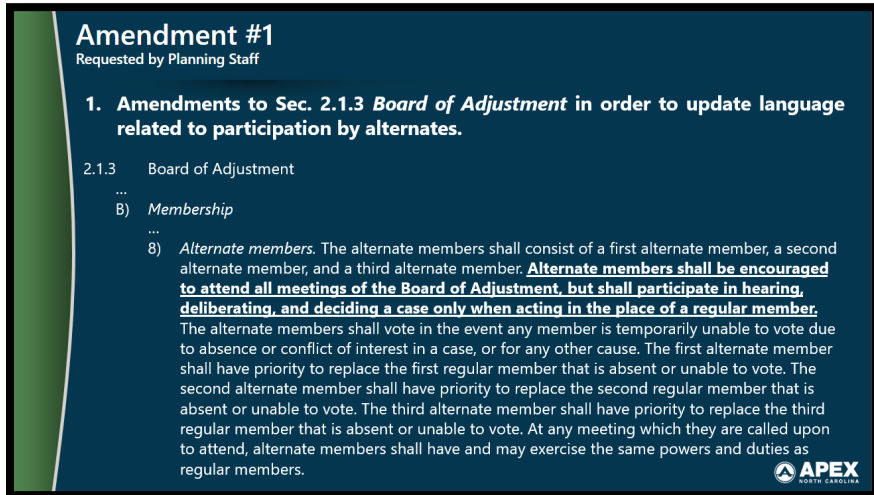 Amendment #1
Requested by Planning Staff
1. Amendments to Sec. 2.1.3 Board of Adjustment in order to update language
related to participation by alternates.
2.1.3 Board of Adjustment
...
B) Membership
...
8) Alternate members. The alternate members shall consist of a first alternate member, a second
alternate member, and a third alternate member. Alternate members shall be encouraged
to attend all meetings of the Board of Adjustment, but shall participate in hearing,
deliberating, and deciding a case only when acting in the place of a regular member.
The alternate members shall vote in the event any member is temporarily unable to vote due
to absence or conflict of interest in a case, or for any other cause. The first alternate member
shall have priority to replace the first regular member that is absent or unable to vote. The
second alternate member shall have priority to replace the second regular member that is
absent or unable to vote. The third alternate member shall have priority to replace the third
regular member that is absent or unable to vote. At any meeting which they are called upon
to attend, alternate members shall have and may exercise the same powers and duties as
regular members.
APEX
NORTH CAROLINA